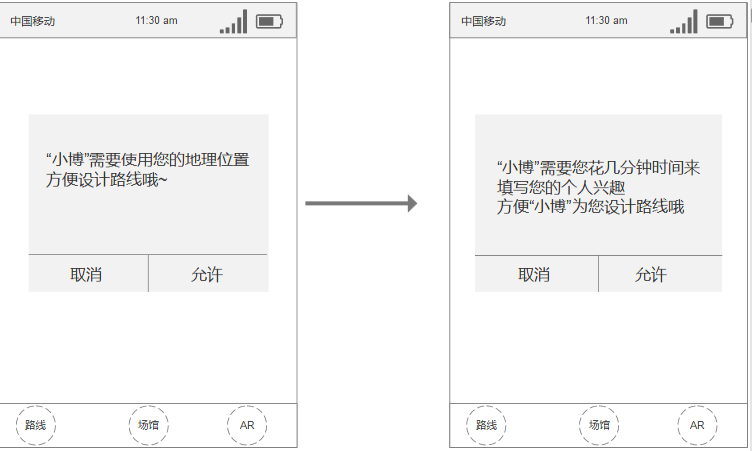 中国移动 11:30 am
“小博”需要使用您的地理位置
方便设计路线哦~
取消 允许
路线 场馆 AR
中国移动 11:30 am
“小博”需要您花几分钟时间来
填写您的个人兴趣
方便“小博”为您设计路线哦
取消 允许
路线 场馆 AR